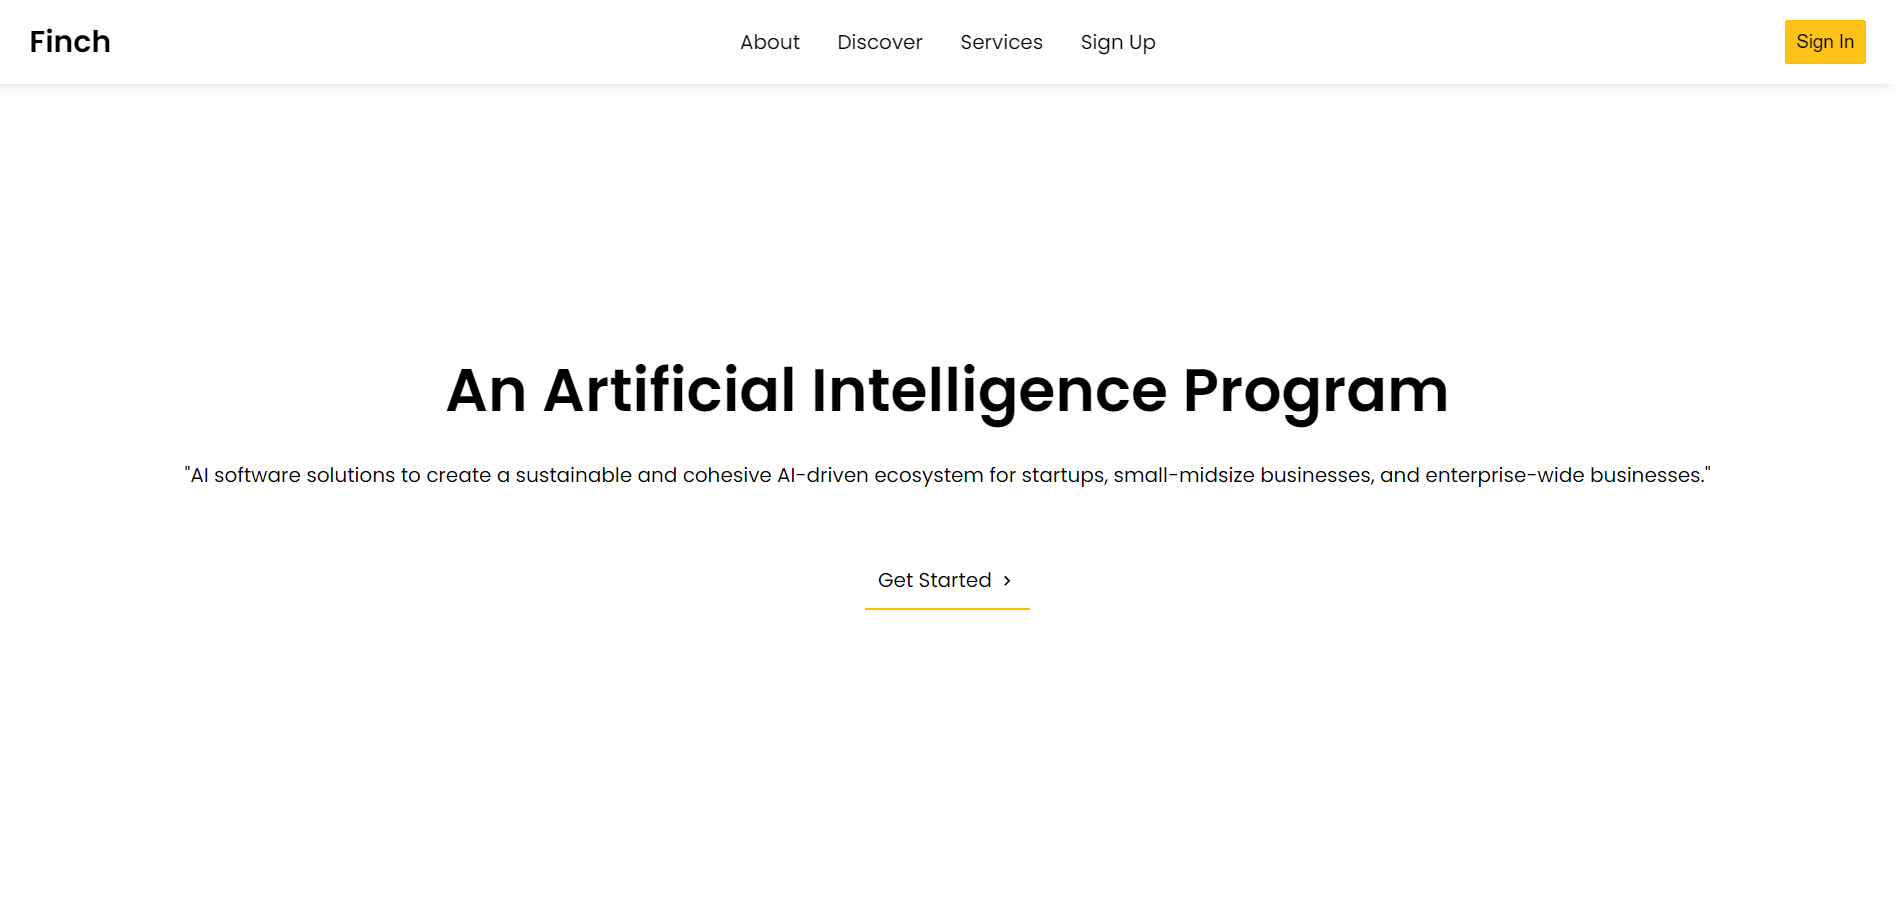 Finch
About Discover Services Sign Up
Sign In
An Artificial Intelligence Program
"AI software solutions to create a sustainable and cohesive AI-driven ecosystem for startups, small-midsize businesses, and enterprise-wide businesses."
Get Started